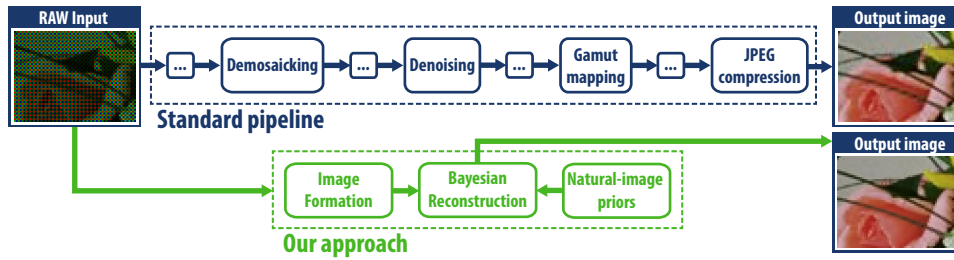 RAW Input
Output image
... Demosaicking ... Denoising ... Gamut mapping ... JPEG compression
Standard pipeline
Output image
Image Formation
Bayesian Reconstruction
Natural-image priors
Our approach